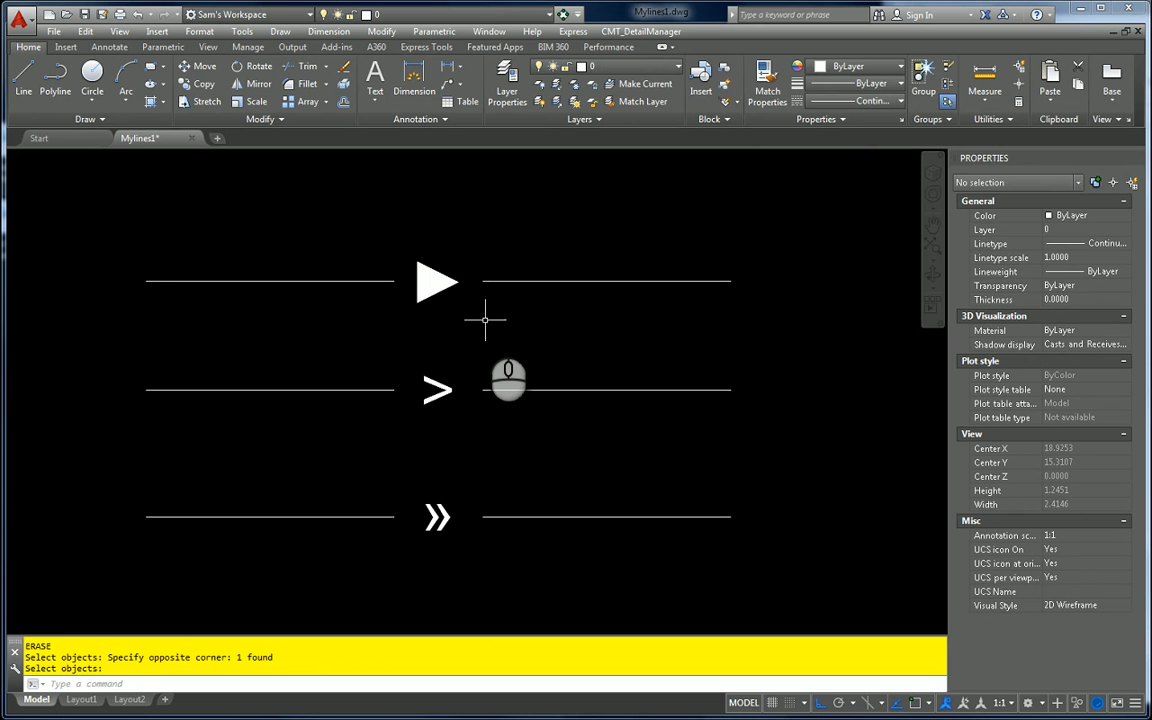 Sam's Workspace 0 Mylines1.dwg Type a keyword or phrase Sign In
File Edit View Insert Format Tools Draw Dimension Modify Parametric Window Help Express CMT_DetailManager
Home Insert Annotate Parametric View Manage Output Add-ins A360 Express Tools Featured Apps BIM 360 Performance
Line Polyline Circle Arc
Move Rotate Trim
Copy Mirror Fillet
Stretch Scale Array
Text Dimension Table
Layer Properties
0
Make Current
Match Layer
Insert
Match Properties
ByLayer
ByLayer
Contin...
Group Measure Paste Base
Draw Modify Annotation Layers Block Properties Groups Utilities Clipboard View
Start Mylines1*
>
»
PROPERTIES
No selection
General
Color ByLayer
Layer 0
Linetype Continu...
Linetype scale 1.0000
Lineweight ByLayer
Transparency ByLayer
Thickness 0.0000
3D Visualization
Material ByLayer
Shadow display Casts and Receives...
Plot style
Plot style ByColor
Plot style table None
Plot table atta... Model
Plot table type Not available
View
Center X 18.9253
Center Y 15.3107
Center Z 0.0000
Height 1.2451
Width 2.4146
Misc
Annotation sc... 1:1
UCS icon On Yes
UCS icon at ori... Yes
UCS per viewp... Yes
UCS Name
Visual Style 2D Wireframe
ERASE
Select objects: Specify opposite corner: 1 found
Select objects:
Type a command
Model Layout1 Layout2 +
MODEL 1:1